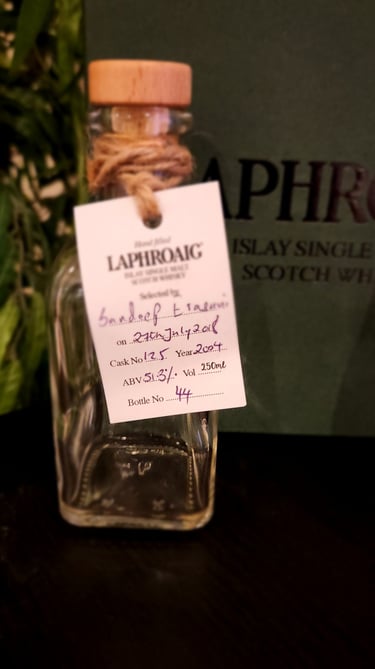 Hand filled
LAPHROAIG
ISLAY SINGLE MALT
SCOTCH WHISKY
Selected by
Sandeep
on 27th July 2018
Cask No 125 Year 2004
ABV 51.3% Vol 250ml
Bottle No 44
APHRO
ISLAY SINGLE
SCOTCH WH